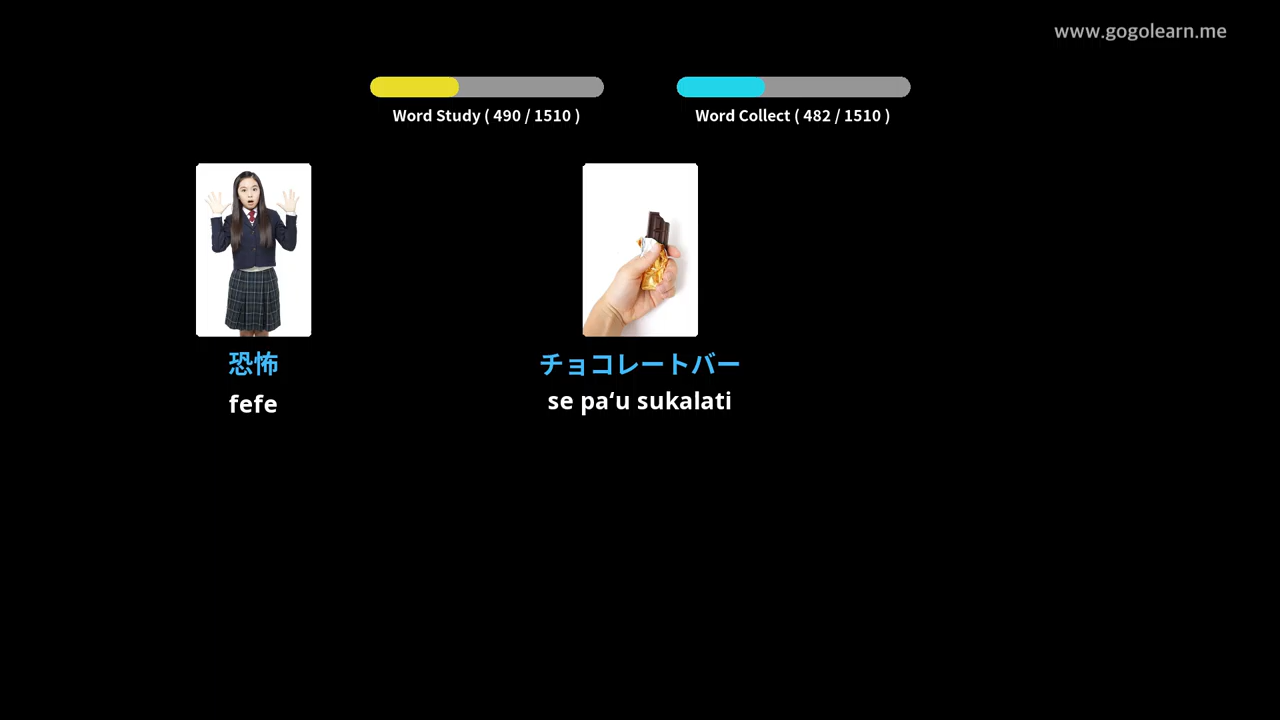 www.gogolearn.me
Word Study ( 490 / 1510 )
Word Collect ( 482 / 1510 )
恐怖
fefe
チョコレートバー
se pa‘u sukalati